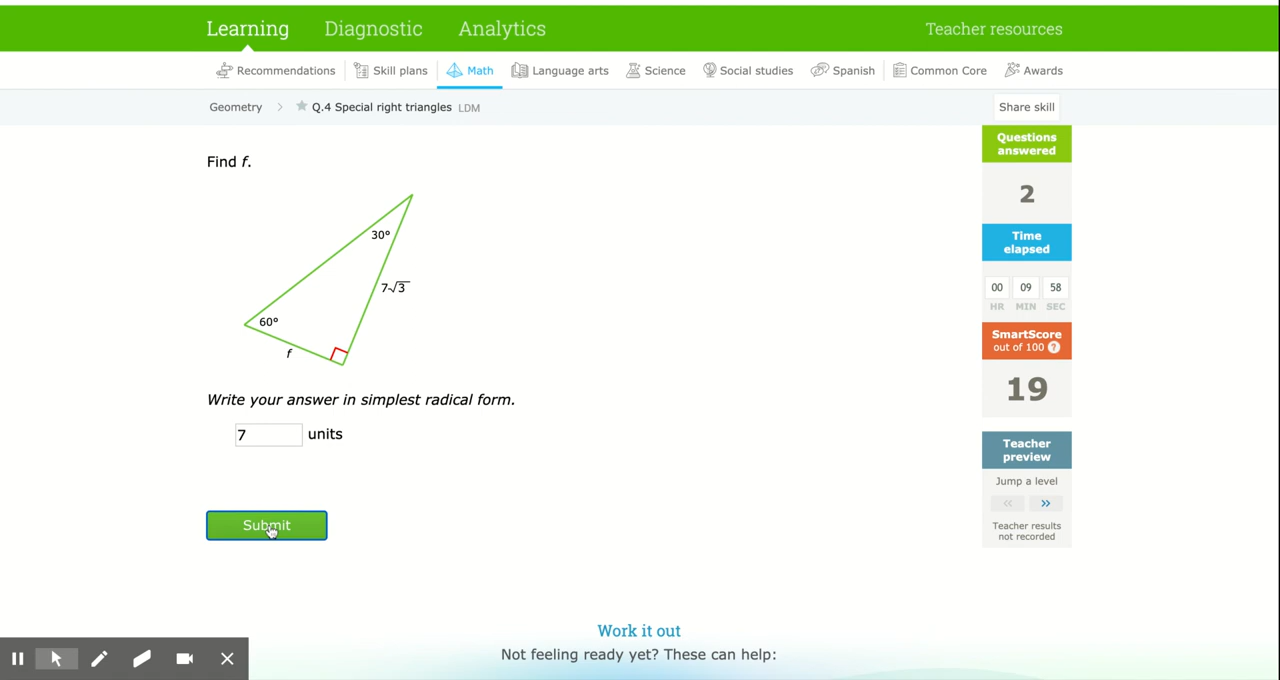 Learning Diagnostic Analytics Teacher resources
Recommendations Skill plans Math Language arts Science Social studies Spanish Common Core Awards
Geometry > Q.4 Special right triangles LDM Share skill
Questions answered
2
Time elapsed
00 09 58
HR MIN SEC
SmartScore
out of 100 ?
19
Teacher preview
Jump a level
<< >>
Teacher results
not recorded
Find f.
30°
7√3
60°
f
Write your answer in simplest radical form.
7 units
Submit
Work it out
Not feeling ready yet? These can help: